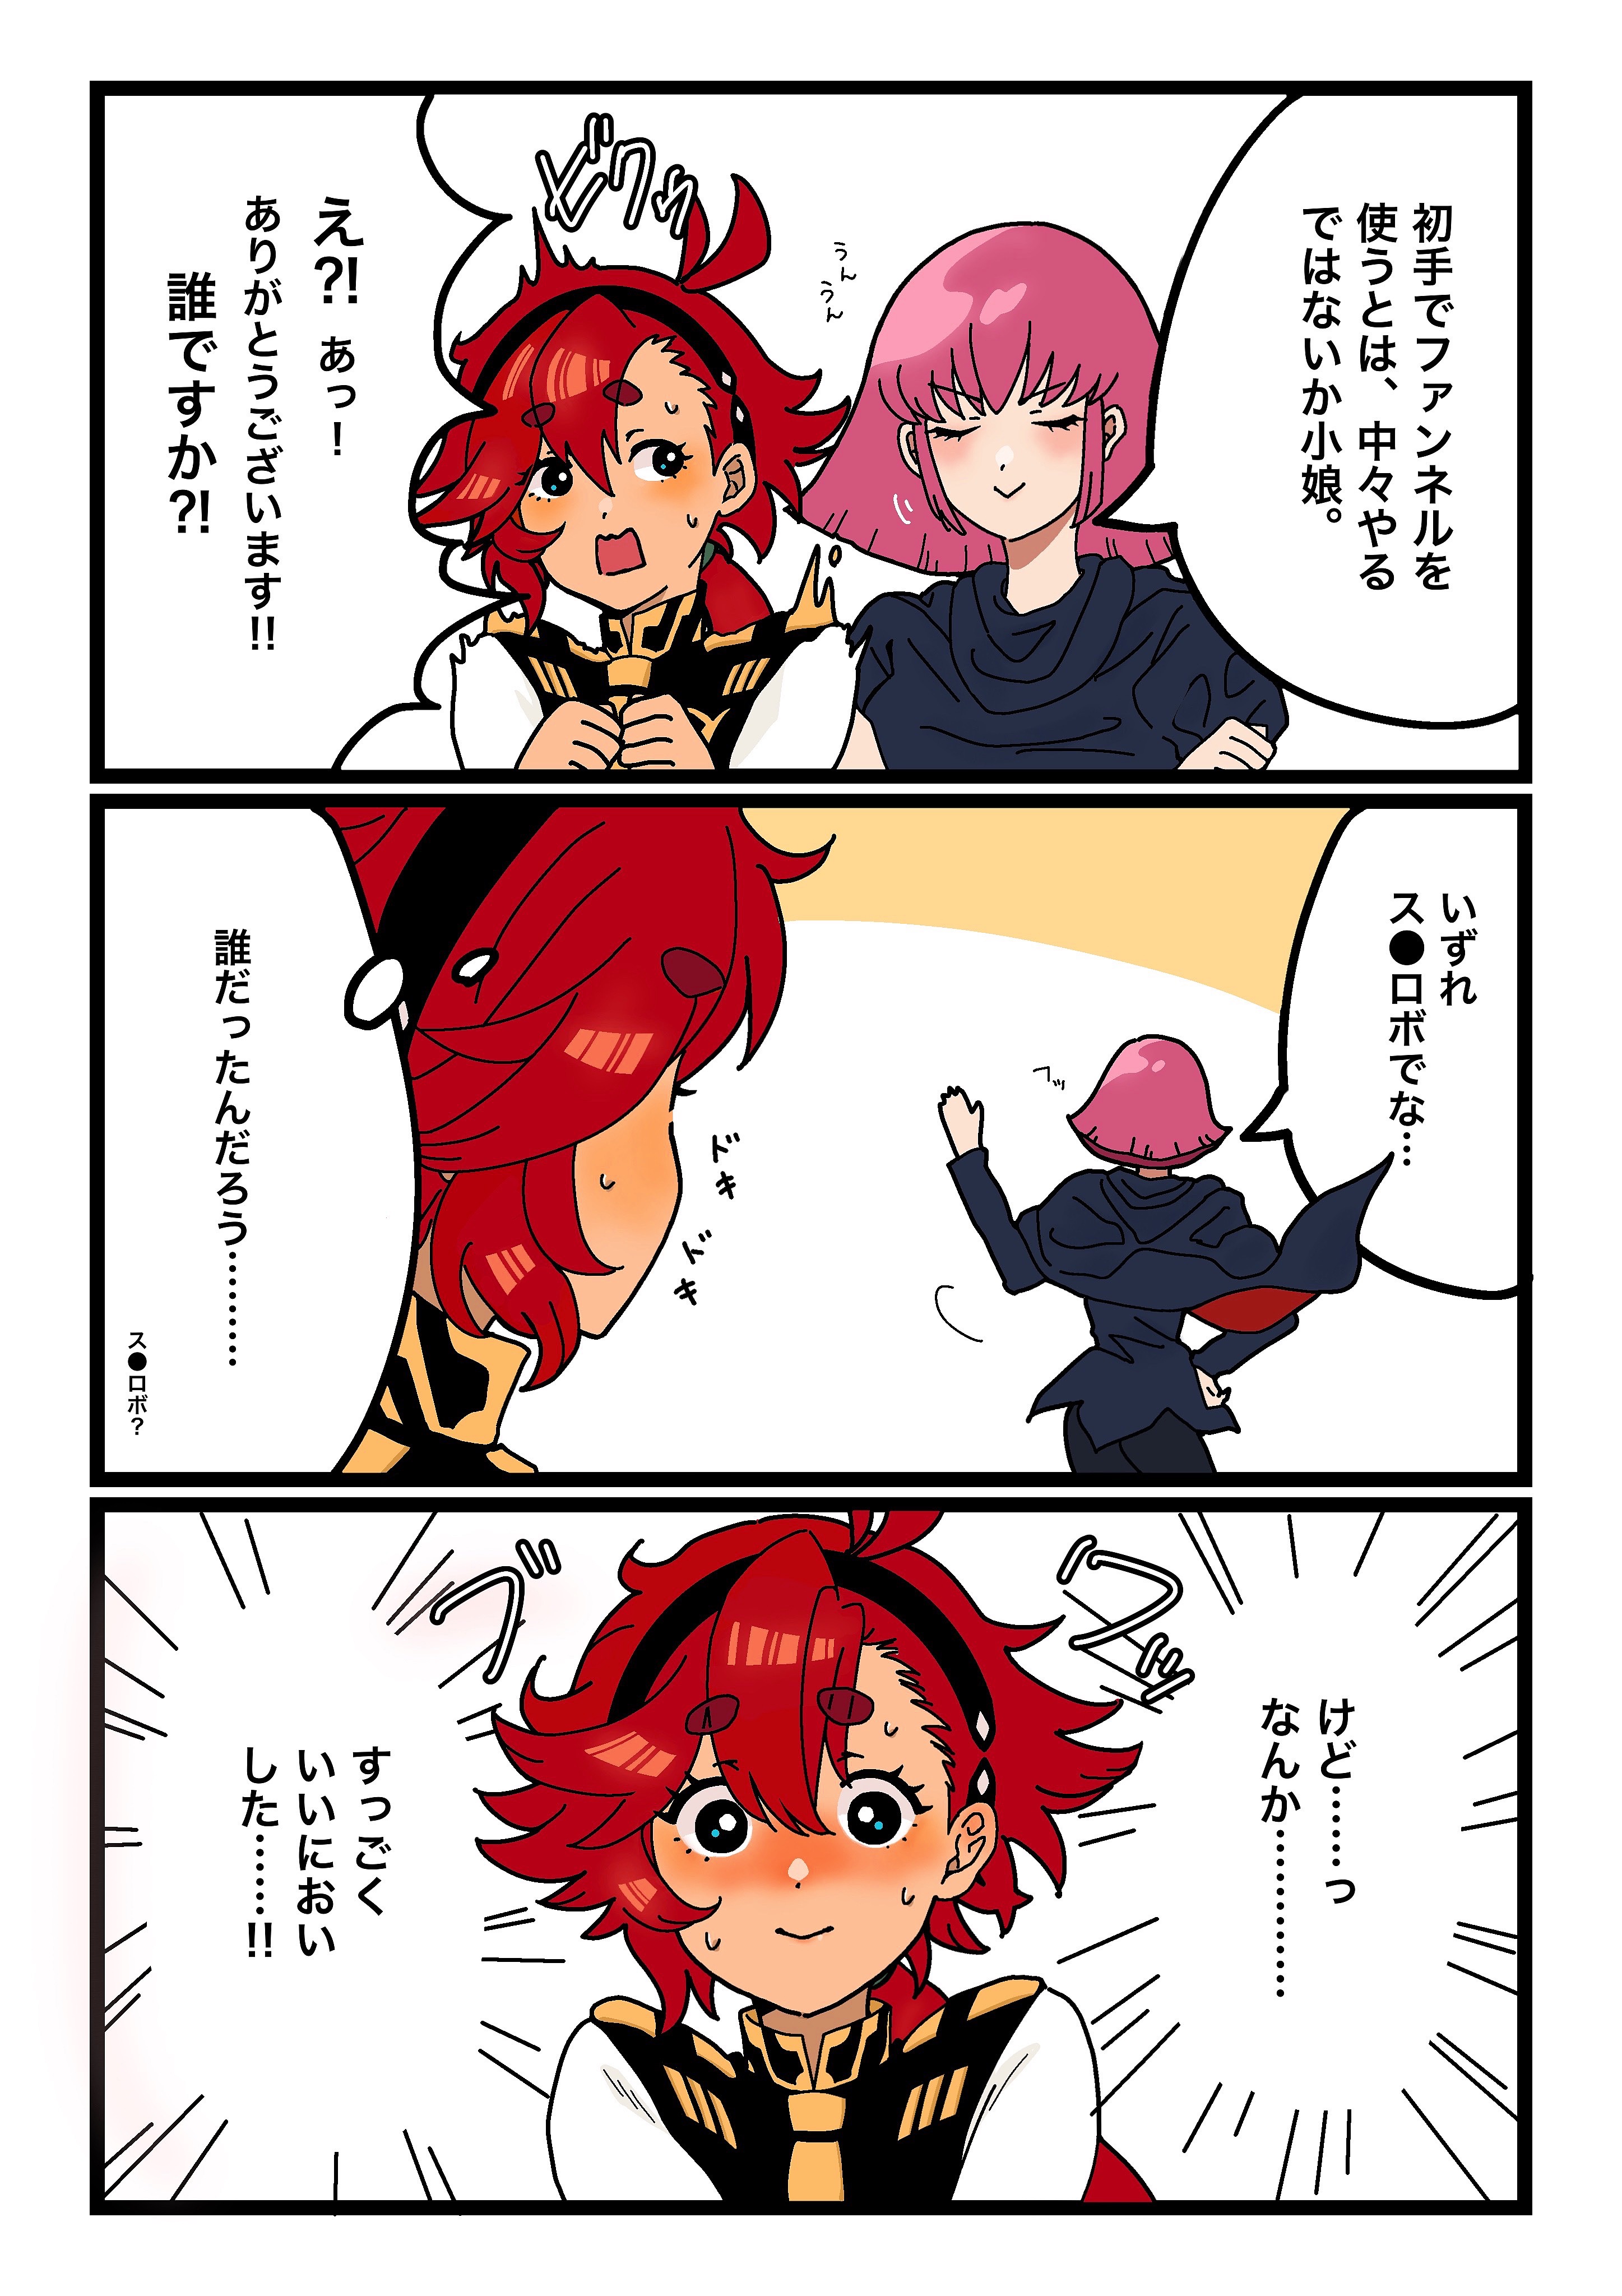 初手でファンネルを
使うとは、中々やる
ではないか小娘。
うんうん
ビクゥッ
え?! あっ!
ありがとうございます!!
誰ですか?!
いずれ
ス●ロボでな…
フッ
ドキ
ドキ
誰だったんだろう………
ス●ロボ?
けど……っ
なんか…………
ブワッ
すっごく
いいにおい
した……!!